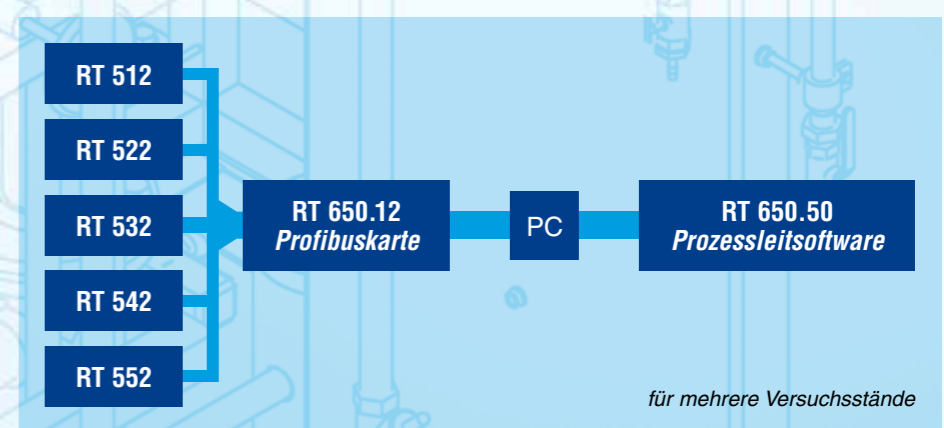 RT 512
RT 522
RT 532
RT 542
RT 552
RT 650.12
Profibuskarte
PC
RT 650.50
Prozessleitsoftware
für mehrere Versuchsstände